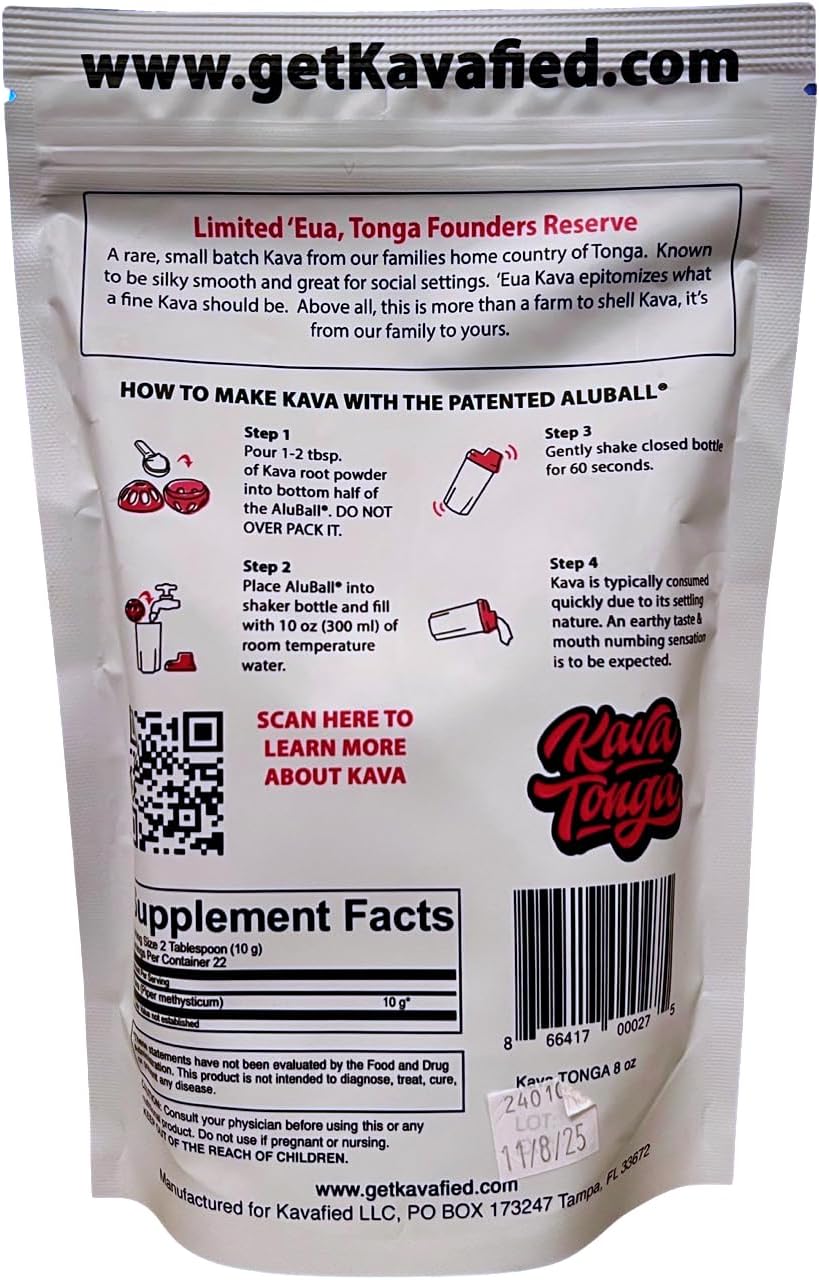 www.getKavafied.com
Limited ‘Eua, Tonga Founders Reserve
A rare, small batch Kava from our families home country of Tonga. Known
to be silky smooth and great for social settings. ‘Eua Kava epitomizes what
a fine Kava should be. Above all, this is more than a farm to shell Kava, it’s
from our family to yours.
HOW TO MAKE KAVA WITH THE PATENTED ALUBALL®
Step 1
Pour 1-2 tbsp.
of Kava root powder
into bottom half of
the AluBall®. DO NOT
OVER PACK IT.
Step 2
Place AluBall® into
shaker bottle and fill
with 10 oz (300 ml) of
room temperature
water.
Step 3
Gently shake closed bottle
for 60 seconds.
Step 4
Kava is typically consumed
quickly due to its settling
nature. An earthy taste &
mouth numbing sensation
is to be expected.
SCAN HERE TO
LEARN MORE
ABOUT KAVA
Kava
Tonga
upplement Facts
Size 2 Tablespoon (10 g)
Per Container 22
Per Serving
(Piper methysticum) 10 g*
not established
statements have not been evaluated by the Food and Drug
This product is not intended to diagnose, treat, cure,
any disease.
Consult your physician before using this or any
product. Do not use if pregnant or nursing.
KEEP OUT OF THE REACH OF CHILDREN.
8 66417 00027 5
Kava TONGA 8 oz
2401
LOT
11/8/25
www.getkavafied.com
Manufactured for Kavafied LLC, PO BOX 173247 Tampa, FL 33672